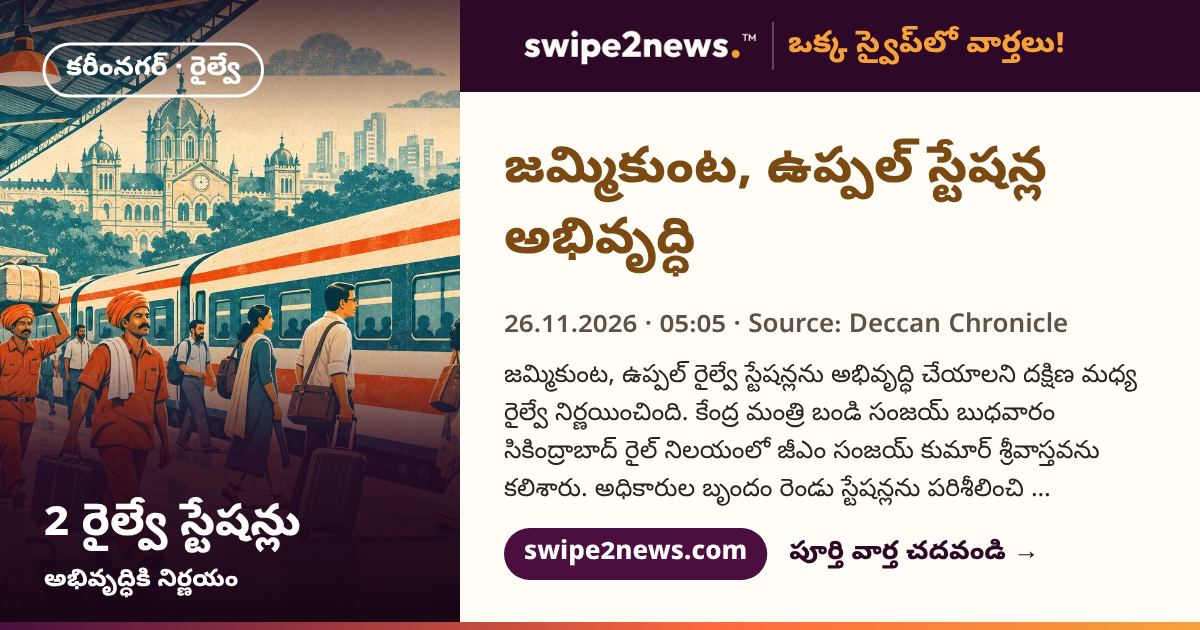 కరీంనగర్ · రైల్వే
2 రైల్వే స్టేషన్లు
అభివృద్ధికి నిర్ణయం
swipe2news.™ ఒక్క స్వైప్‌లో వార్తలు!
జమ్మికుంట, ఉప్పల్ స్టేషన్ల
అభివృద్ధి
26.11.2026 · 05:05 · Source: Deccan Chronicle
జమ్మికుంట, ఉప్పల్ రైల్వే స్టేషన్లను అభివృద్ధి చేయాలని దక్షిణ మధ్య
రైల్వే నిర్ణయించింది. కేంద్ర మంత్రి బండి సంజయ్ బుధవారం
సికింద్రాబాద్ రైల్ నిలయంలో జీఎం సంజయ్ కుమార్ శ్రీవాస్తవను
కలిశారు. అధికారుల బృందం రెండు స్టేషన్లను పరిశీలించి ...
swipe2news.com పూర్తి వార్త చదవండి →